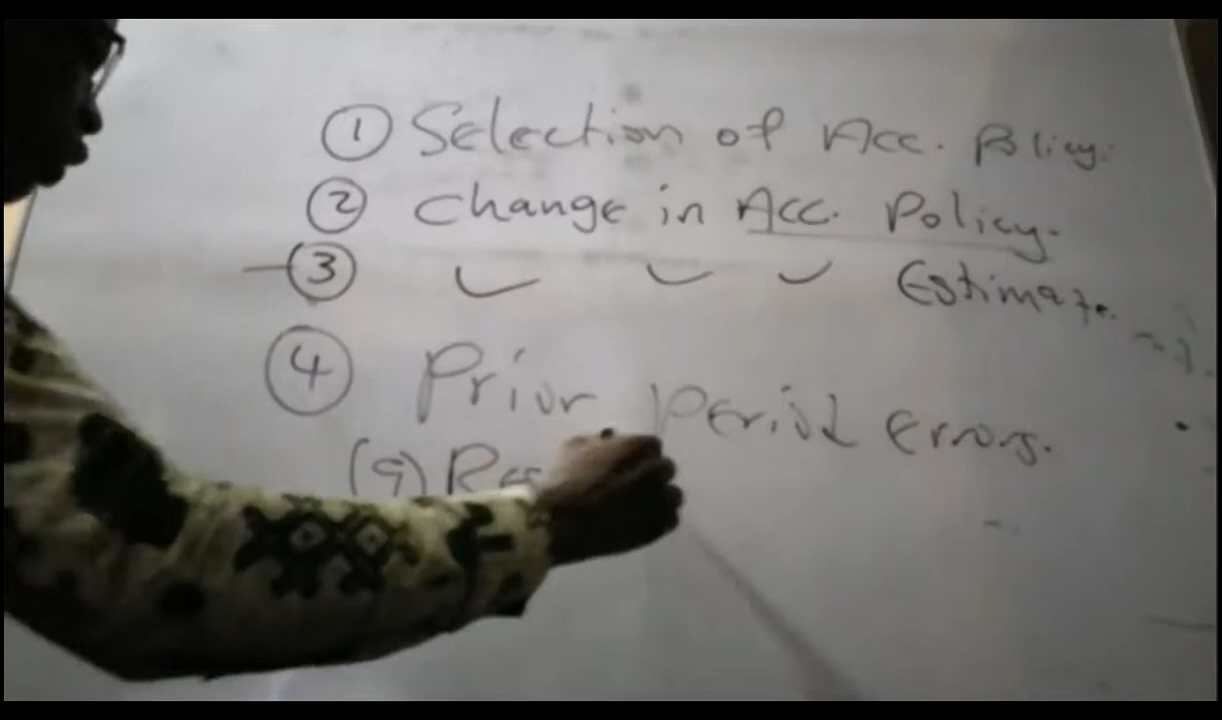 ① Selection of Acc. Policy.
② Change in Acc. Policy.
③ ✓ ✓ ✓ Estimate.
④ Prior Period Errors.
(a)